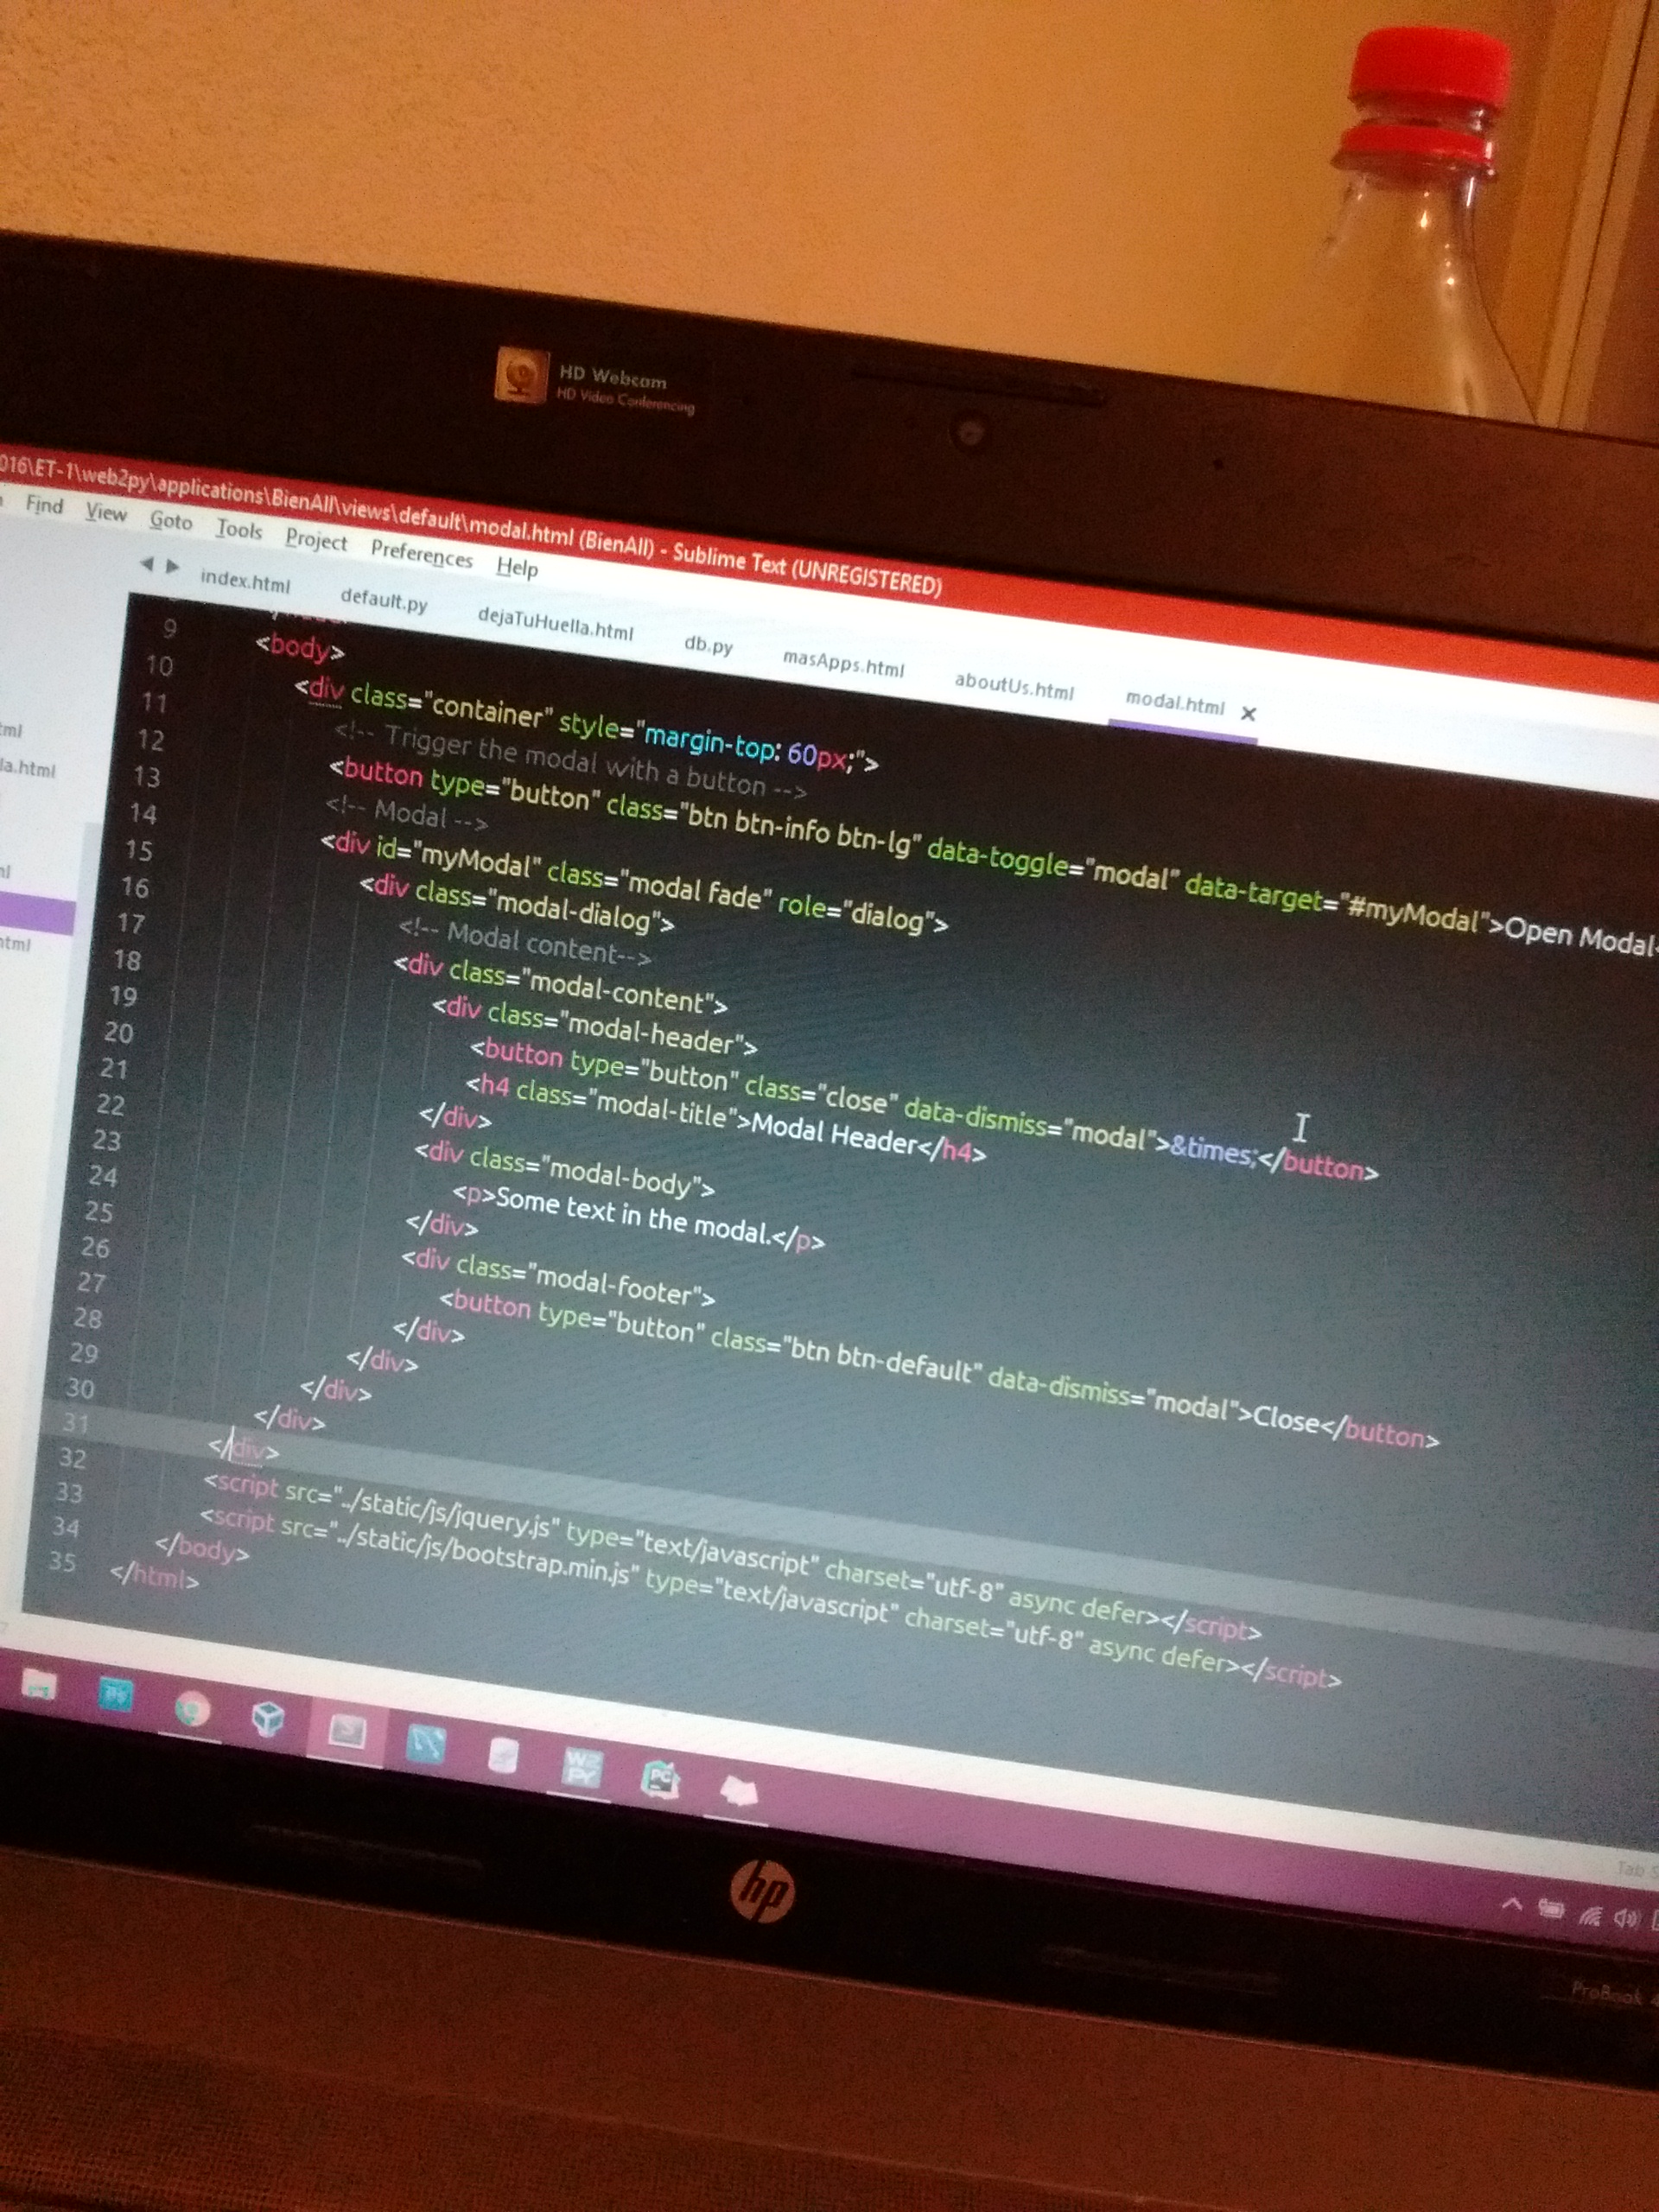 HD Webcam
HD Video Conferencing
016\ET-1\web2py\applications\BienAll\views\default\modal.html (BienAll) - Sublime Text (UNREGISTERED)
Find View Goto Tools Project Preferences Help
index.html default.py dejaTuHuella.html db.py masApps.html aboutUs.html modal.html ×
9 <body>
10 <div class="container" style="margin-top: 60px;">
11 <!-- Trigger the modal with a button -->
12 <button type="button" class="btn btn-info btn-lg" data-toggle="modal" data-target="#myModal">Open Modal<
13 <!-- Modal -->
14 <div id="myModal" class="modal fade" role="dialog">
15 <div class="modal-dialog">
16 <!-- Modal content-->
17 <div class="modal-content">
18 <div class="modal-header">
19 <button type="button" class="close" data-dismiss="modal">&times;</button>
20 <h4 class="modal-title">Modal Header</h4>
21 </div>
22 <div class="modal-body">
23 <p>Some text in the modal.</p>
24 </div>
25 <div class="modal-footer">
26 <button type="button" class="btn btn-default" data-dismiss="modal">Close</button>
27 </div>
28 </div>
29 </div>
30 </div>
31 </div>
32 <script src="../static/js/jquery.js" type="text/javascript" charset="utf-8" async defer></script>
33 <script src="../static/js/bootstrap.min.js" type="text/javascript" charset="utf-8" async defer></script>
34 </body>
35 </html>
la.html
html
W2PY
PC
Tab S
hp
ProBook 4